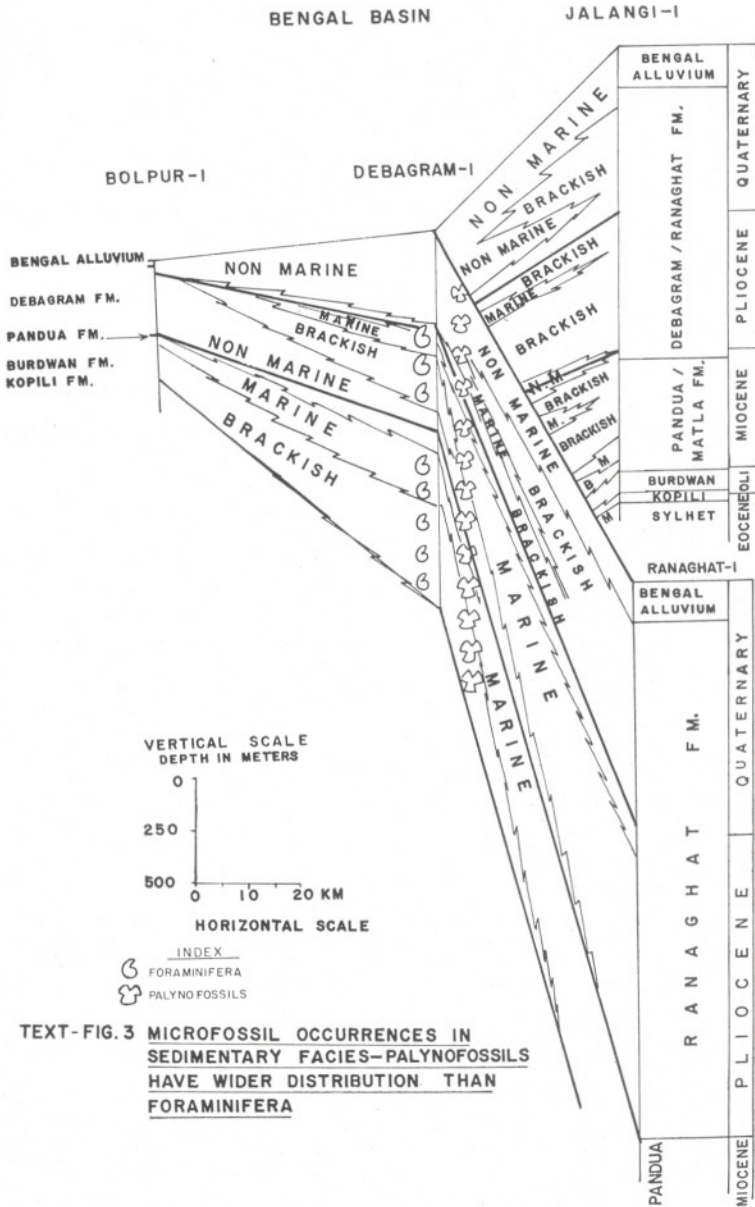 BENGAL BASIN
JALANGI-I
BOLPUR-I
DEBAGRAM-I
BENGAL ALLUVIUM
DEBAGRAM FM.
PANDUA FM.
BURDWAN FM.
KOPILI FM.
NON MARINE
MARINE
BRACKISH
NON MARINE
MARINE
BRACKISH
NON MARINE
BRACKISH
NON MARINE
BRACKISH
MARINE
BRACKISH
N.M.
BRACKISH
M.
BRACKISH
M
B
M
NON MARINE
BRACKISH
MARINE
BRACKISH
MARINE
MARINE
BENGAL
ALLUVIUM
DEBAGRAM / RANAGHAT FM.
PANDUA /
MATLA FM.
BURDWAN
KOPILI
SYLHET
QUATERNARY
PLIOCENE
MIOCENE
OLI
EOCENE
RANAGHAT-I
BENGAL
ALLUVIUM
RANAGHAT FM.
PANDUA
QUATERNARY
PLIOCENE
MIOCENE
VERTICAL SCALE
DEPTH IN METERS
0
250
500
0 10 20 KM
HORIZONTAL SCALE
INDEX
FORAMINIFERA
PALYNOFOSSILS
TEXT-FIG. 3 MICROFOSSIL OCCURRENCES IN
SEDIMENTARY FACIES-PALYNOFOSSILS
HAVE WIDER DISTRIBUTION THAN
FORAMINIFERA